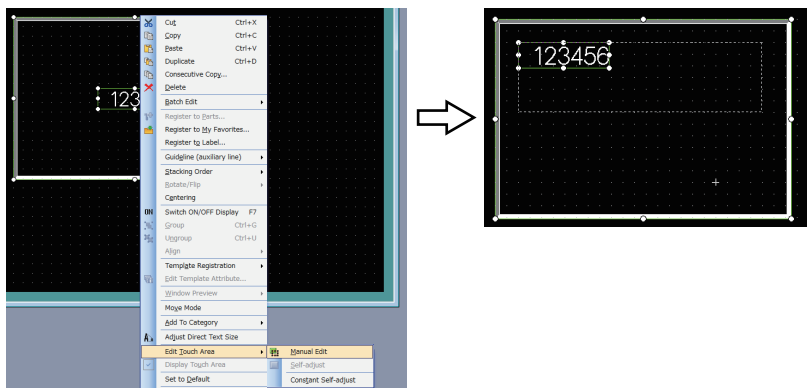 123
Cut Ctrl+X
Copy Ctrl+C
Paste Ctrl+V
Duplicate Ctrl+D
Consecutive Copy...
Delete
Batch Edit
Register to Parts...
Register to My Favorites...
Register to Label...
Guideline (auxiliary line)
Stacking Order
Rotate/Flip
Centering
ON Switch ON/OFF Display F7
Group Ctrl+G
Ungroup Ctrl+U
Align
Template Registration
Edit Template Attribute...
Window Preview
Move Mode
Add To Category
Adjust Direct Text Size
Edit Touch Area
Display Touch Area
Set to Default
Manual Edit
Self-adjust
Constant Self-adjust
123456